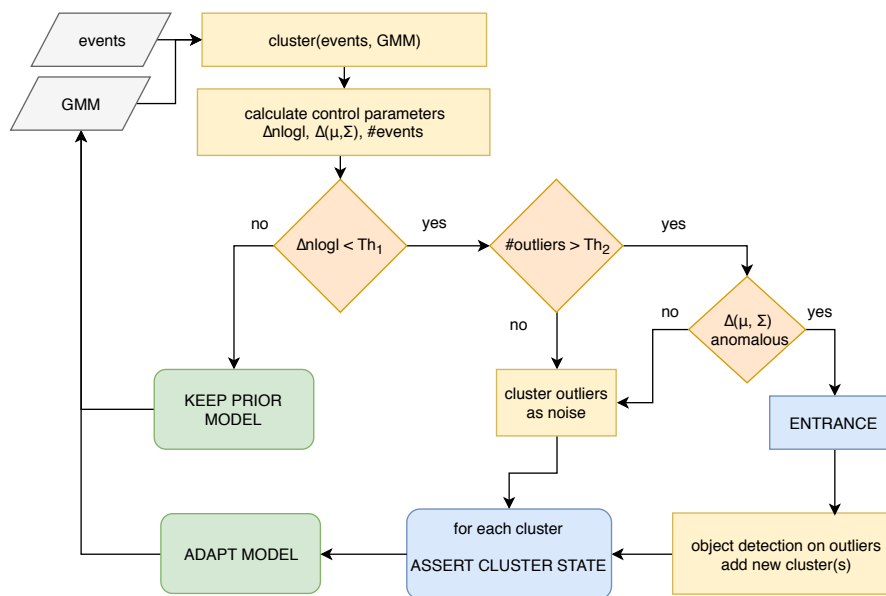 events
cluster(events, GMM)
GMM
calculate control parameters
Δnlogl, Δ(μ,Σ), #events
no
Δnlogl < Th1
yes
#outliers > Th2
yes
no
no
Δ(μ, Σ)
anomalous
yes
KEEP PRIOR
MODEL
cluster outliers
as noise
ENTRANCE
for each cluster
ASSERT CLUSTER STATE
ADAPT MODEL
object detection on outliers
add new cluster(s)